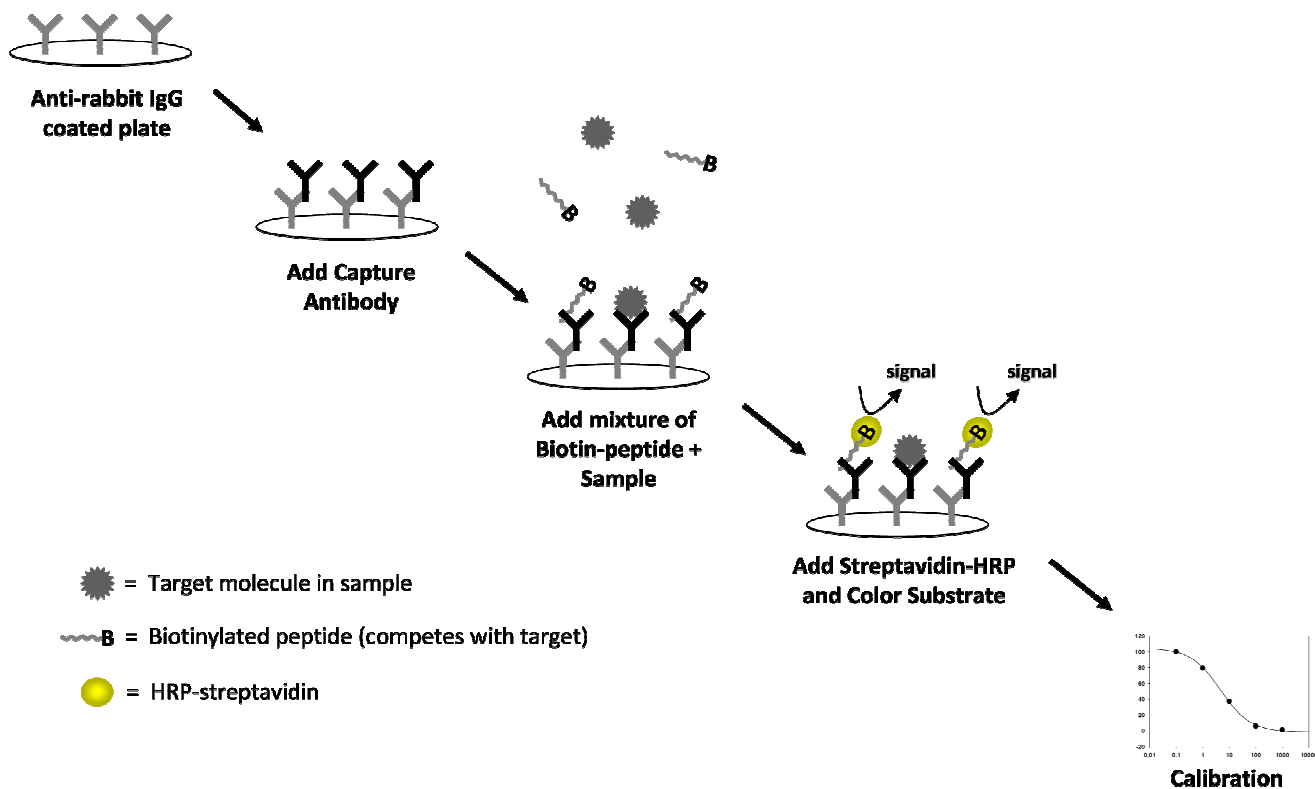 Anti-rabbit IgG
coated plate
B
B
Add Capture
Antibody
B
B
Add mixture of
Biotin-peptide +
Sample
signal
signal
B
B
Add Streptavidin-HRP
and Color Substrate
= Target molecule in sample
B = Biotinylated peptide (competes with target)
= HRP-streptavidin
120
100
80
60
40
20
0
-20
0.01 0.1 1 10 100 1000 10000
Calibration